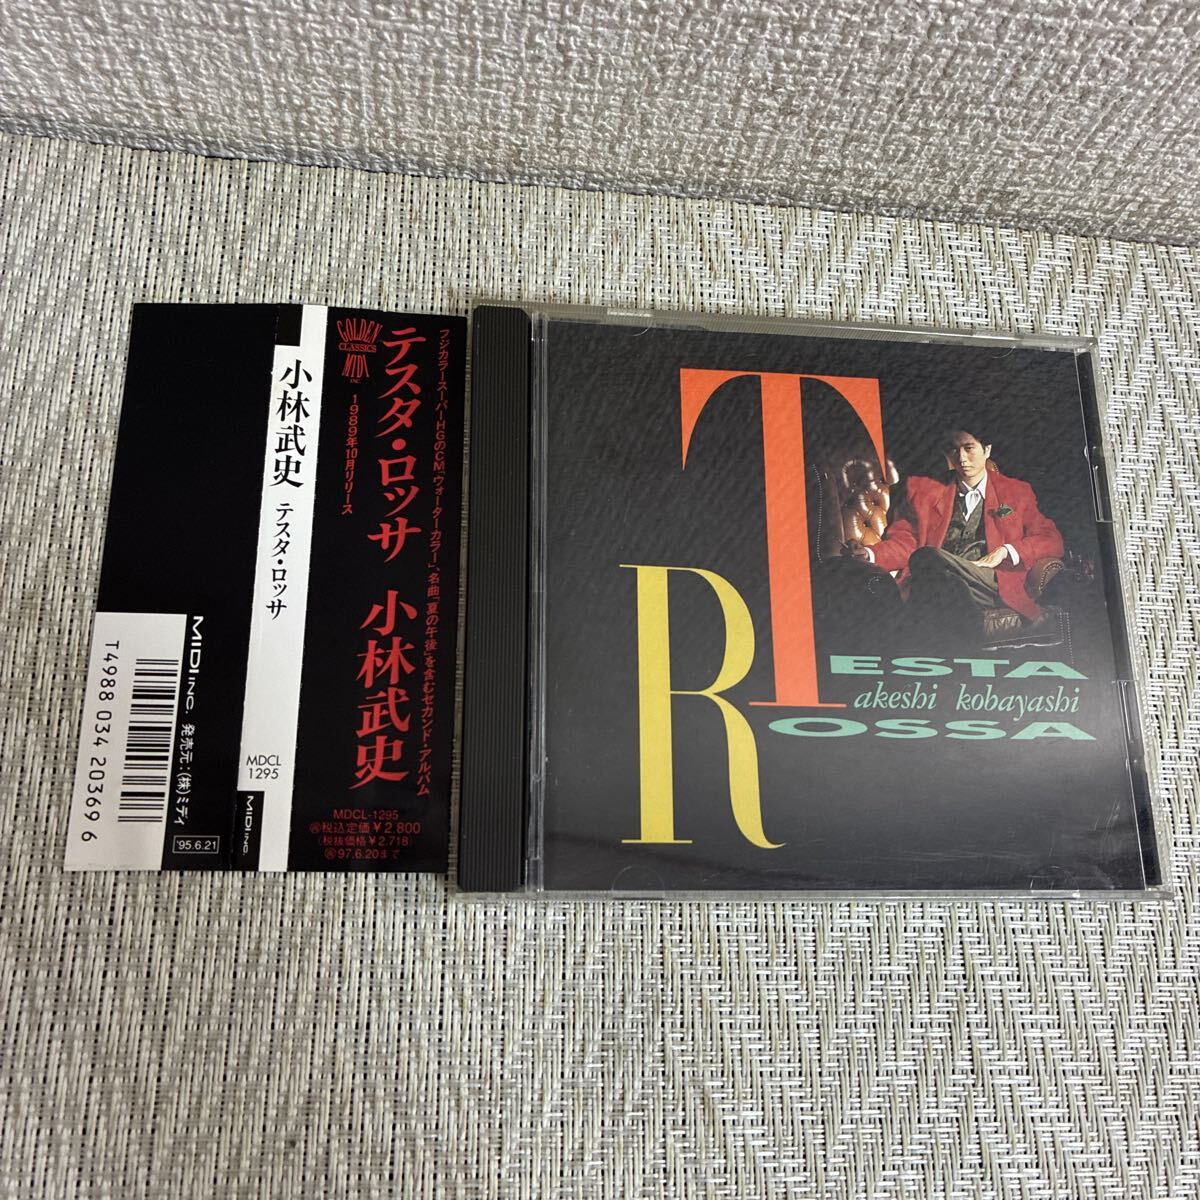 T4988 034 203696
MIDI INC. 発売元:(株)ミディ
'95.6.21
小林武史 テスタ・ロッサ
MDCL
1295
MIDI INC.
GOLDEN
CLASSICS
MIDI
INC
1989年10月リリース
テスタ・ロッサ 小林武史
フジカラースーパーHGのCM「ウォーターカラー」、名曲「夏の午後」を含むセカンド・アルバム
MDCL-1295
税込定価¥2,800
(税抜価格¥2,718)
97.6.20まで
TESTA
akeshi kobayashi
ROSSA